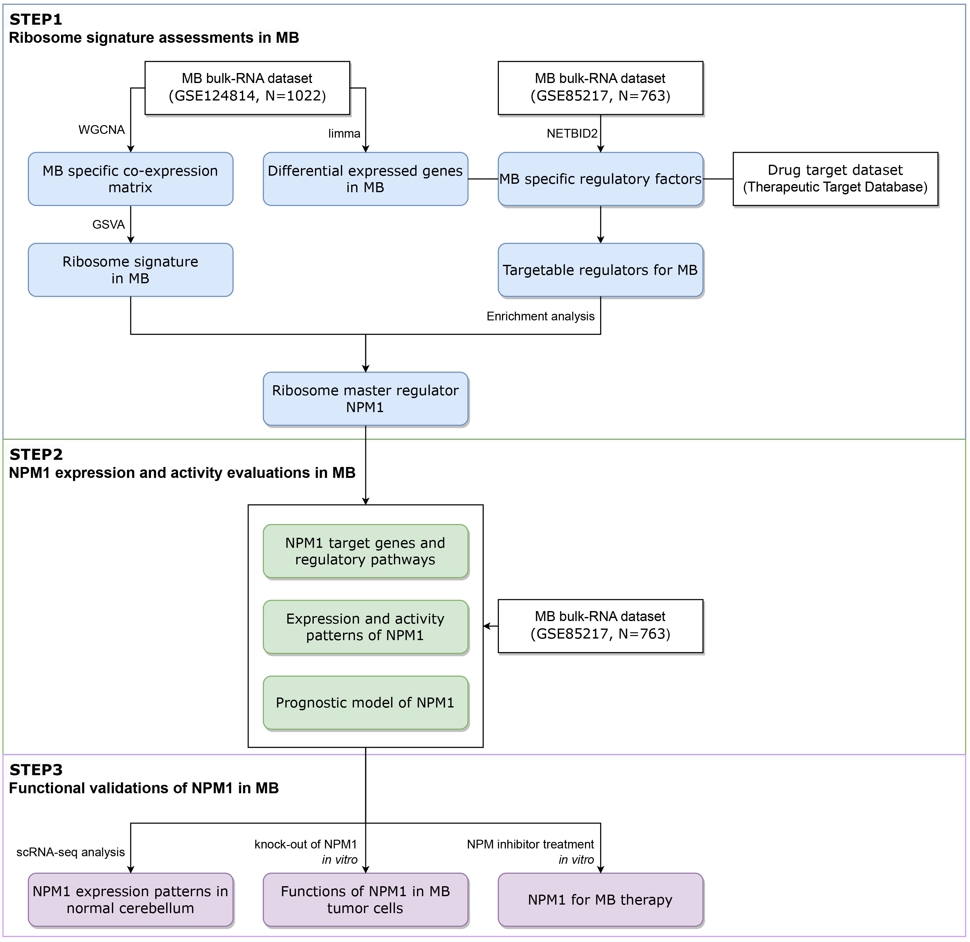 STEP1
Ribosome signature assessments in MB
MB bulk-RNA dataset
(GSE124814, N=1022)
MB bulk-RNA dataset
(GSE85217, N=763)
WGCNA
limma
NETBID2
MB specific co-expression
matrix
Differential expressed genes
in MB
MB specific regulatory factors
Drug target dataset
(Therapeutic Target Database)
GSVA
Ribosome signature
in MB
Targetable regulators for MB
Enrichment analysis
Ribosome master regulator
NPM1
STEP2
NPM1 expression and activity evaluations in MB
NPM1 target genes and
regulatory pathways
Expression and activity
patterns of NPM1
MB bulk-RNA dataset
(GSE85217, N=763)
Prognostic model of NPM1
STEP3
Functional validations of NPM1 in MB
scRNA-seq analysis
knock-out of NPM1
in vitro
NPM inhibitor treatment
in vitro
NPM1 expression patterns in
normal cerebellum
Functions of NPM1 in MB
tumor cells
NPM1 for MB therapy